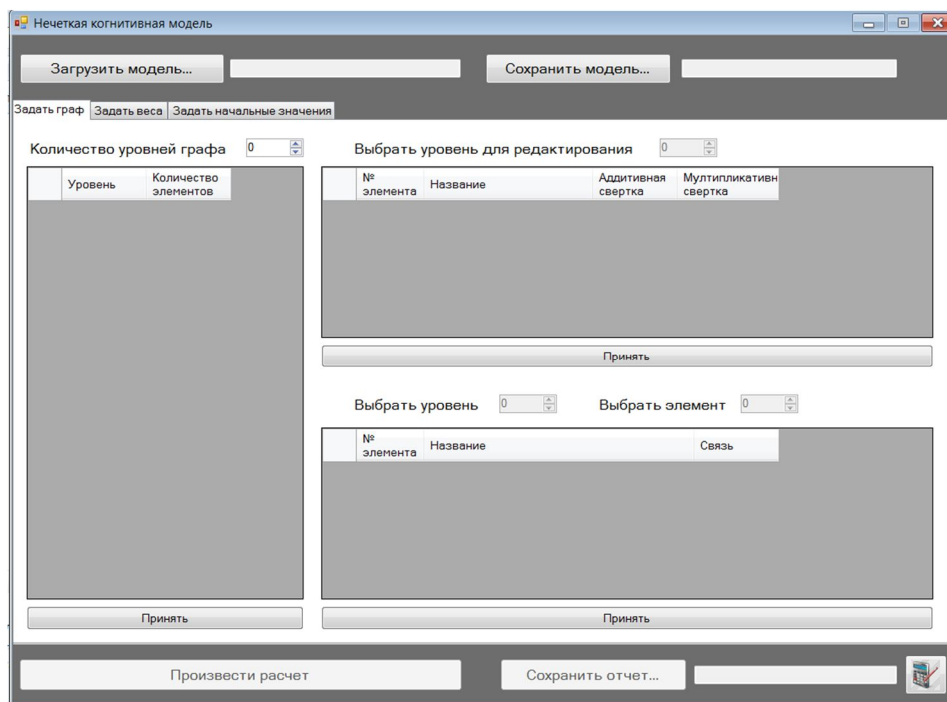 Нечеткая когнитивная модель
Загрузить модель...
Сохранить модель...
Задать граф Задать веса Задать начальные значения
Количество уровней графа 0
Выбрать уровень для редактирования 0
Уровень Количество
элементов
№
элемента Название Аддитивная
свертка Мултипликативн
свертка
Принять
Выбрать уровень 0 Выбрать элемент 0
№
элемента Название Связь
Принять
Принять
Произвести расчет
Сохранить отчет...